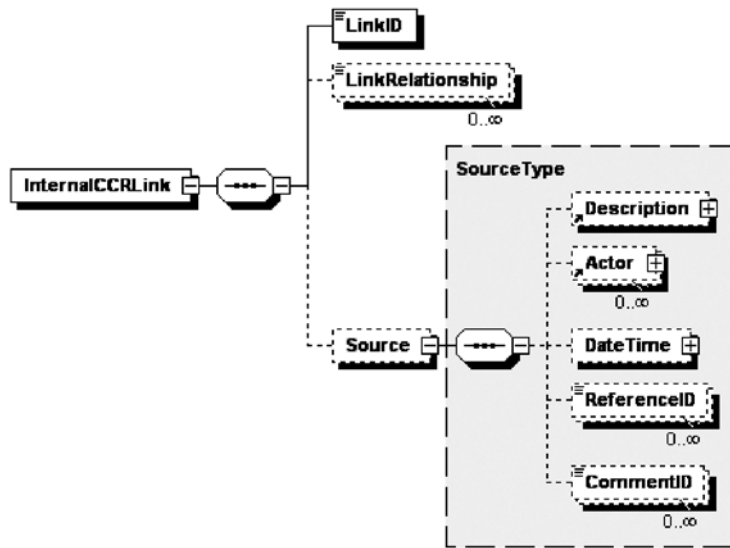 LinkID
LinkRelationship
0..∞
InternalCCRLink
SourceType
Description
Actor
0..∞
Source
DateTime
ReferenceID
0..∞
CommentID
0..∞